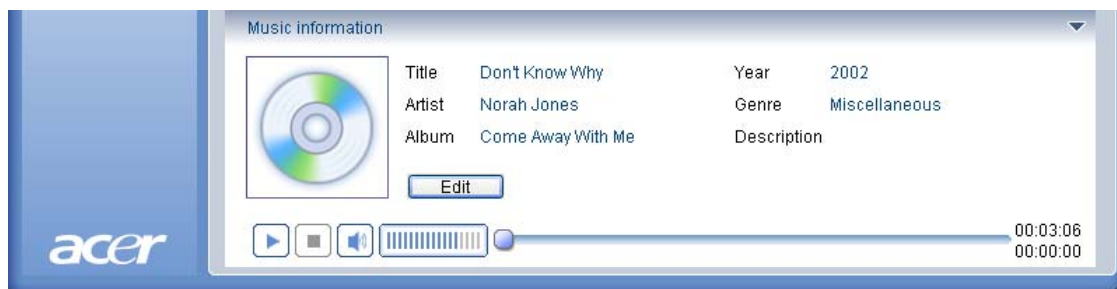 Music information
Title Don't Know Why Year 2002
Artist Norah Jones Genre Miscellaneous
Album Come Away With Me Description
Edit
acer
00:03:06
00:00:00